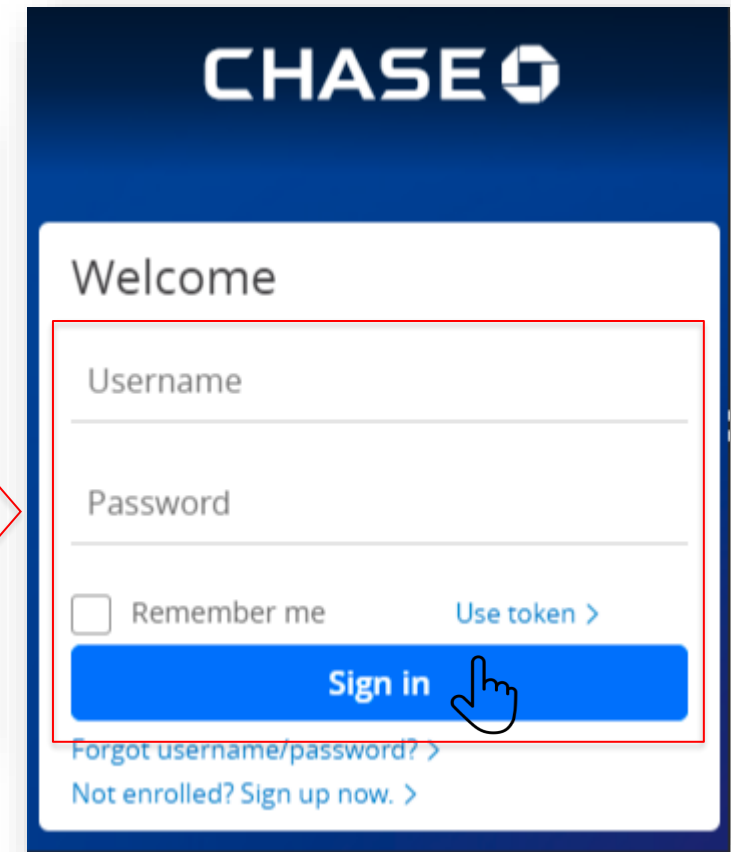 CHASE
Welcome
Username
Password
Remember me Use token >
Sign in
Forgot username/password? >
Not enrolled? Sign up now. >